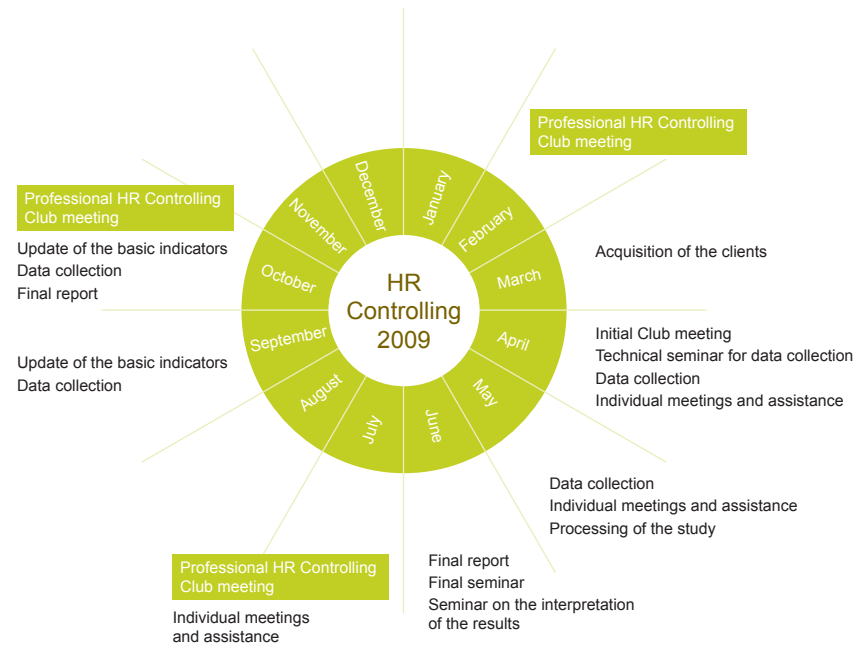 Professional HR Controlling
Club meeting
Acquisition of the clients
Initial Club meeting
Technical seminar for data collection
Data collection
Individual meetings and assistance
Data collection
Individual meetings and assistance
Processing of the study
Final report
Final seminar
Seminar on the interpretation
of the results
Professional HR Controlling
Club meeting
Individual meetings
and assistance
Update of the basic indicators
Data collection
Professional HR Controlling
Club meeting
Update of the basic indicators
Data collection
Final report
January
February
March
April
May
June
July
August
September
October
November
December
HR
Controlling
2009